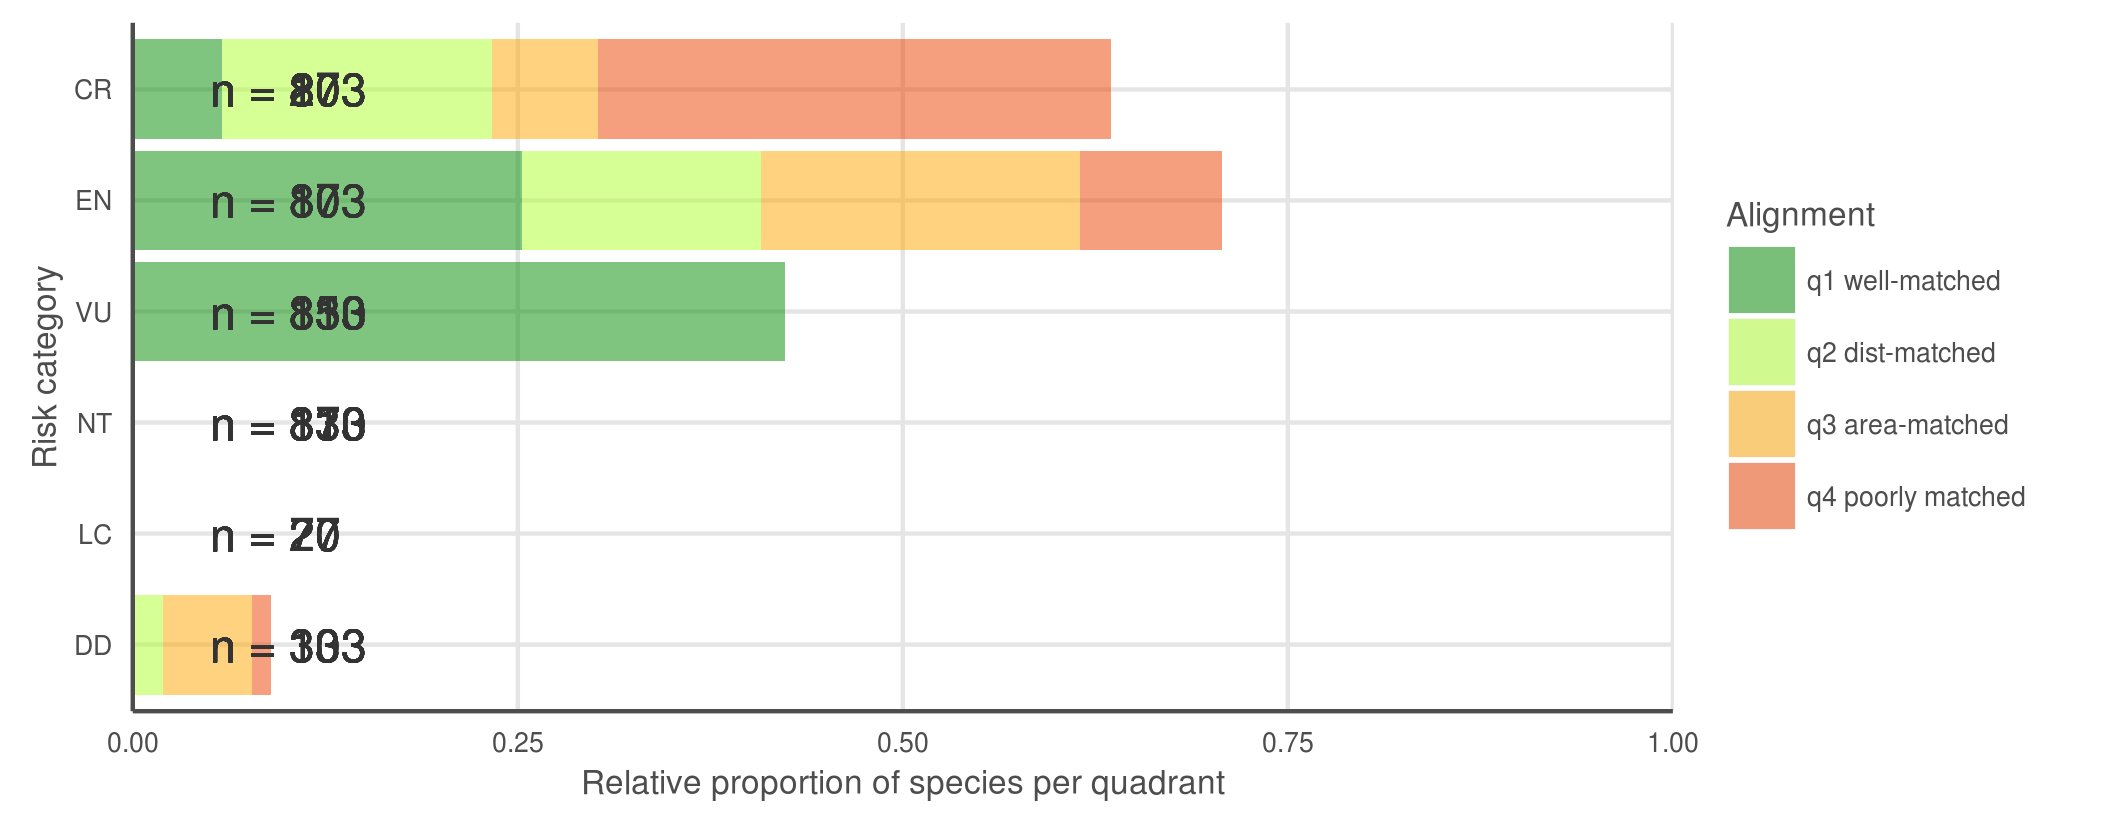 CR
n =
EN
n =
VU
n =
NT
n =
LC
n =
DD
n =
0.00 0.25 0.50 0.75 1.00
Relative proportion of species per quadrant
Risk category
Alignment
q1 well-matched
q2 dist-matched
q3 area-matched
q4 poorly matched